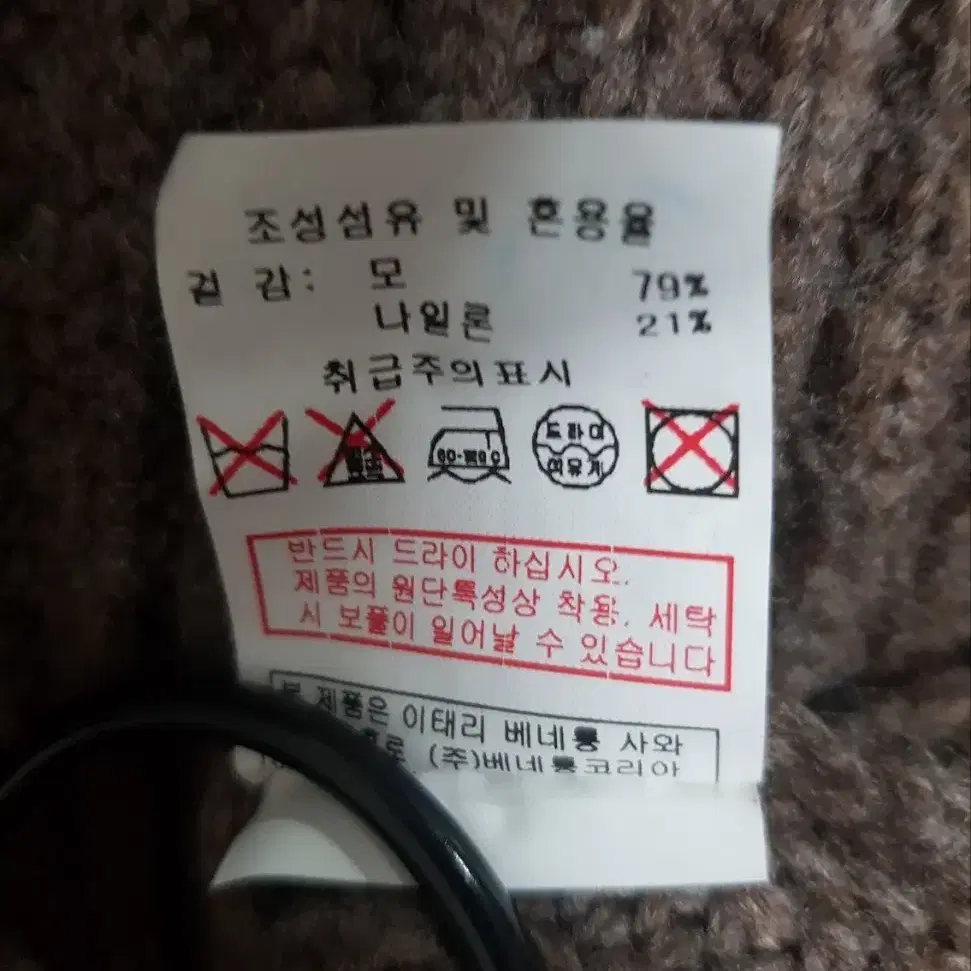 조성섬유 및 혼용율
겉 감: 모 79%
나일론 21%
취급주의표시
드라이
석유계
반드시 드라이 하십시오.
제품의 원단특성상 착용, 세탁
시 보풀이 일어날 수 있습니다
본 제품은 이태리 베네통 사와
(주)베네통코리아